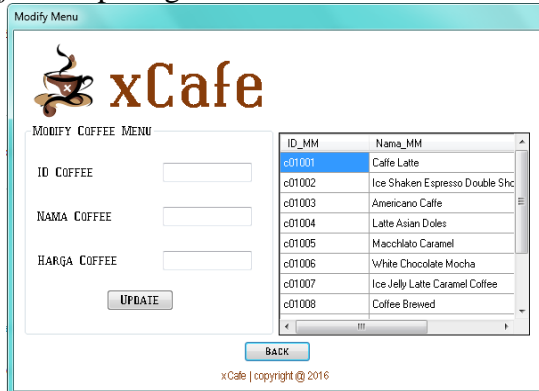 Modify Menu
xCafe
Modify Coffee Menu
ID Coffee
Nama Coffee
Harga Coffee
Update
ID_MM Nama_MM
c01001 Caffe Latte
c01002 Ice Shaken Espresso Double Sho
c01003 Americano Caffe
c01004 Latte Asian Doles
c01005 Macchlato Caramel
c01006 White Chocolate Mocha
c01007 Ice Jelly Latte Caramel Coffee
c01008 Coffee Brewed
Back
xCafe | copyright @ 2016